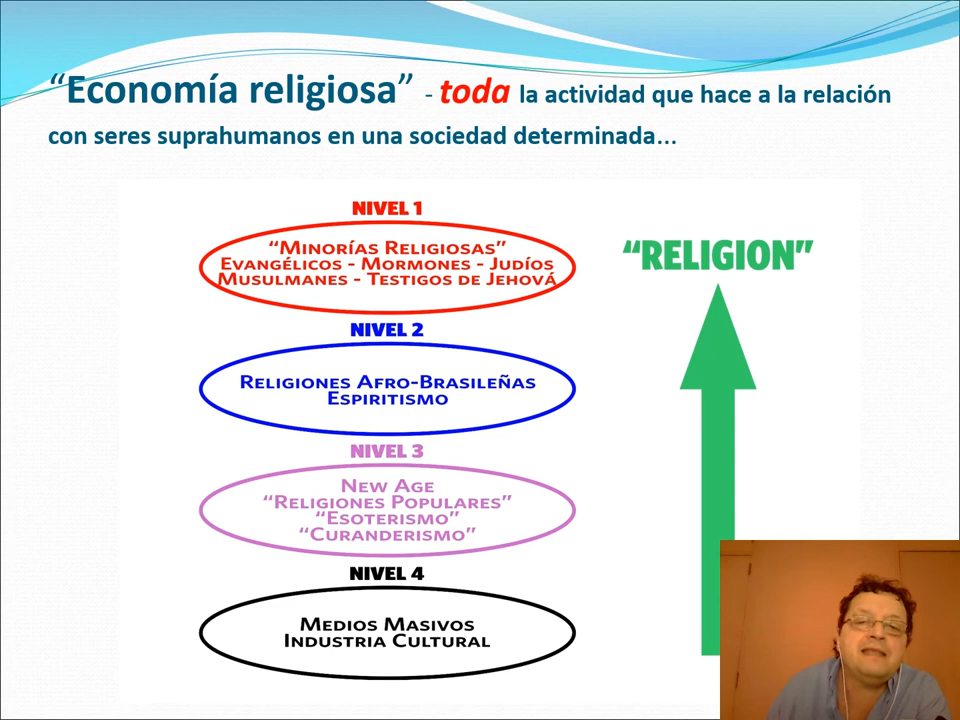 “Economía religiosa” - toda la actividad que hace a la relación
con seres suprahumanos en una sociedad determinada...
NIVEL 1
“Minorías Religiosas”
Evangélicos - Mormones - Judíos
Musulmanes - Testigos de Jehová
“RELIGION”
NIVEL 2
Religiones Afro-Brasileñas
Espiritismo
NIVEL 3
New Age
“Religiones Populares”
“Esoterismo”
“Curanderismo”
NIVEL 4
Medios Masivos
Industria Cultural